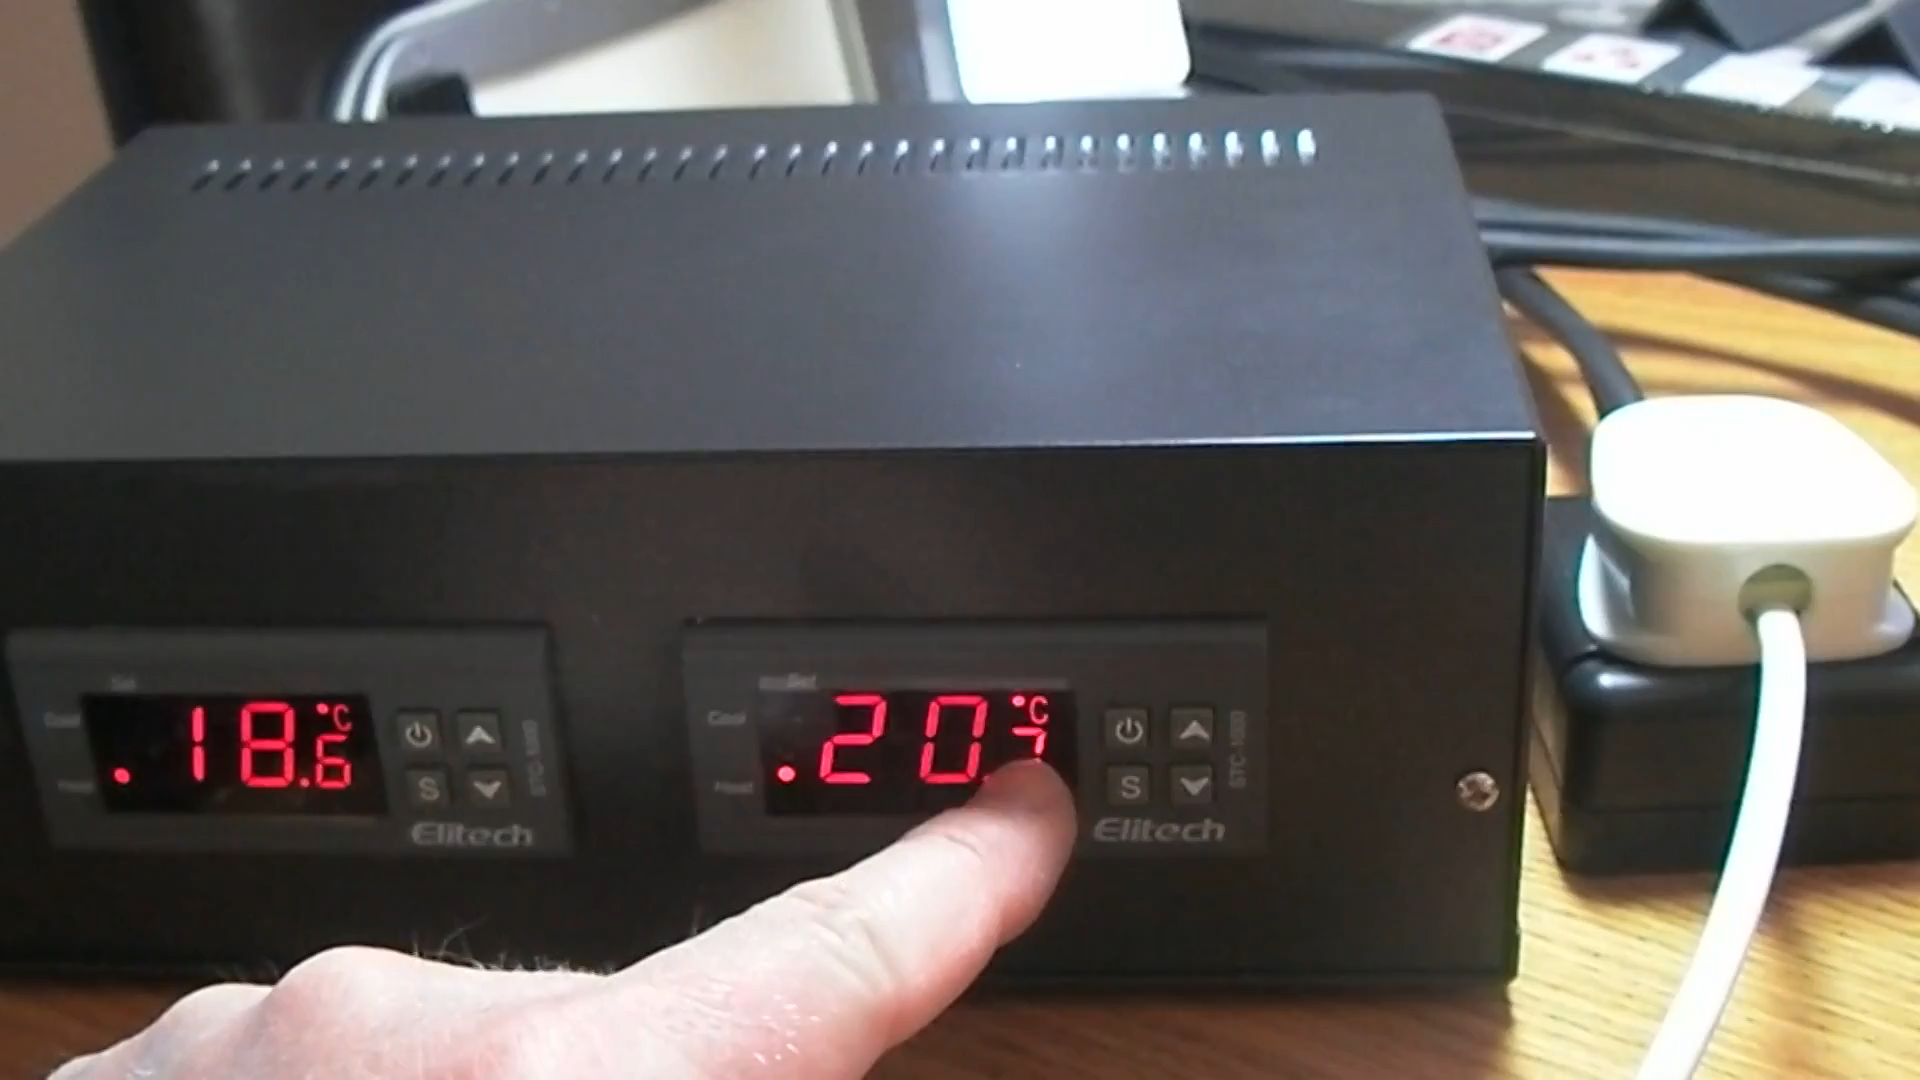 Set
Cool
18.6 °C
Heat
S
STC-1000
Elitech
Set
Cool
20. °C
Heat
S
STC-1000
Elitech